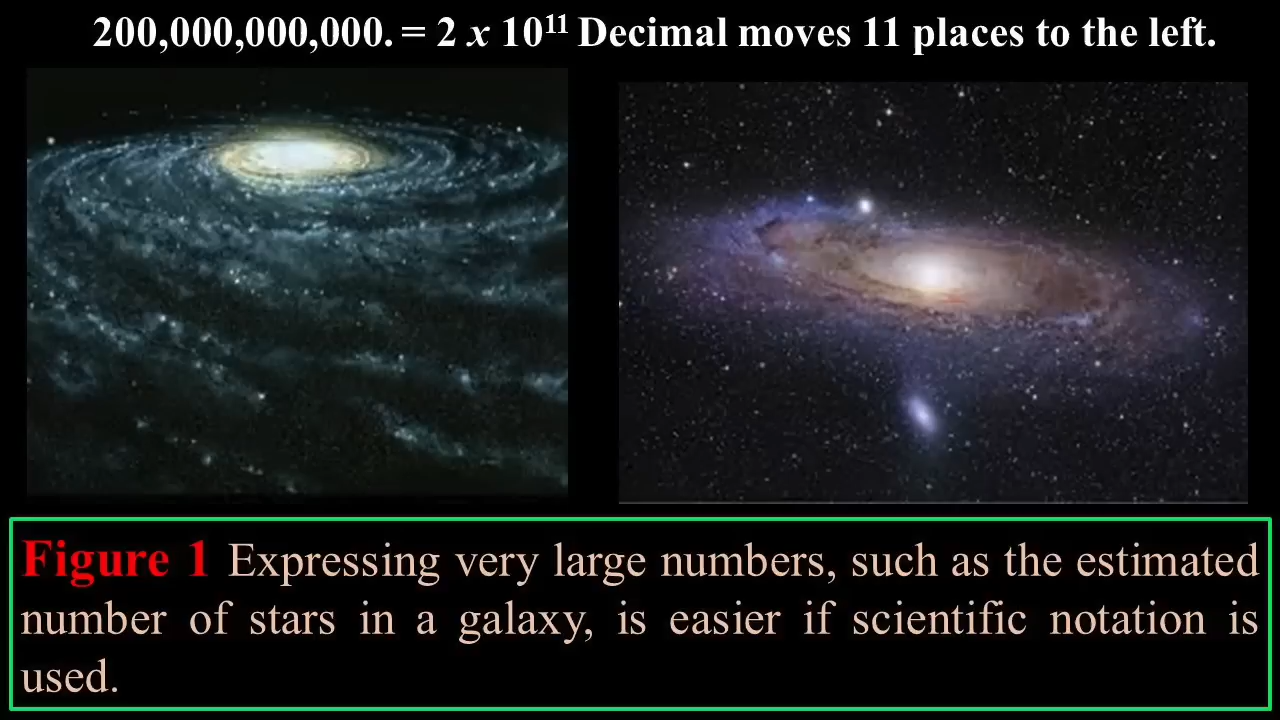 200,000,000,000. = 2 x 10¹¹ Decimal moves 11 places to the left.
Figure 1 Expressing very large numbers, such as the estimated
number of stars in a galaxy, is easier if scientific notation is
used.